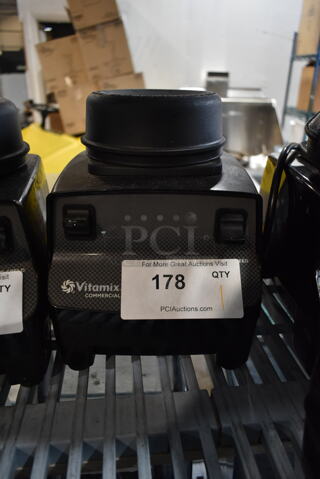 PCI
Vitamix
COMMERCIAL
For More Great Auctions Visit
178 QTY
PCIAuctions.com
TY